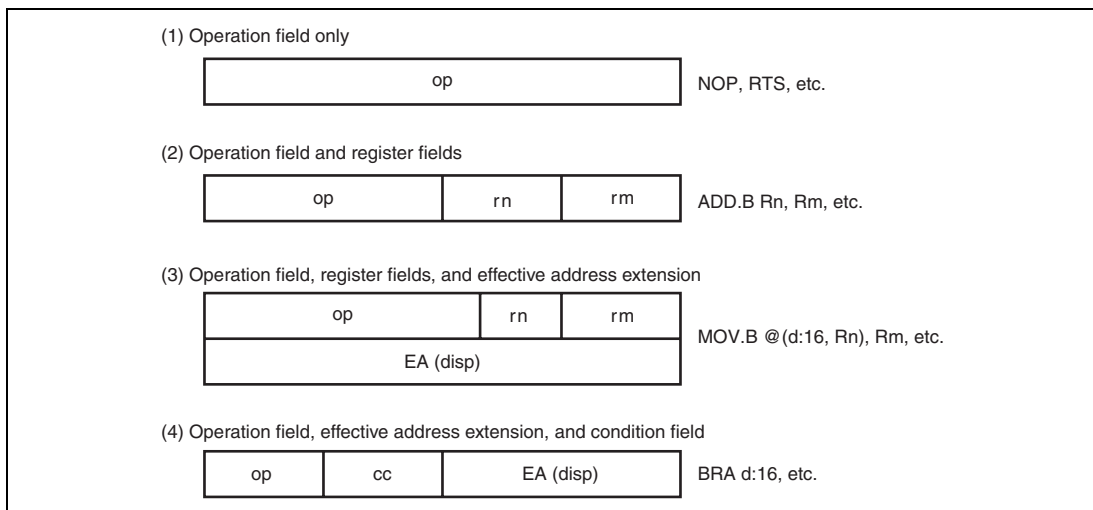 (1) Operation field only
op
NOP, RTS, etc.
(2) Operation field and register fields
op rn rm
ADD.B Rn, Rm, etc.
(3) Operation field, register fields, and effective address extension
op rn rm
EA (disp)
MOV.B @(d:16, Rn), Rm, etc.
(4) Operation field, effective address extension, and condition field
op cc EA (disp)
BRA d:16, etc.